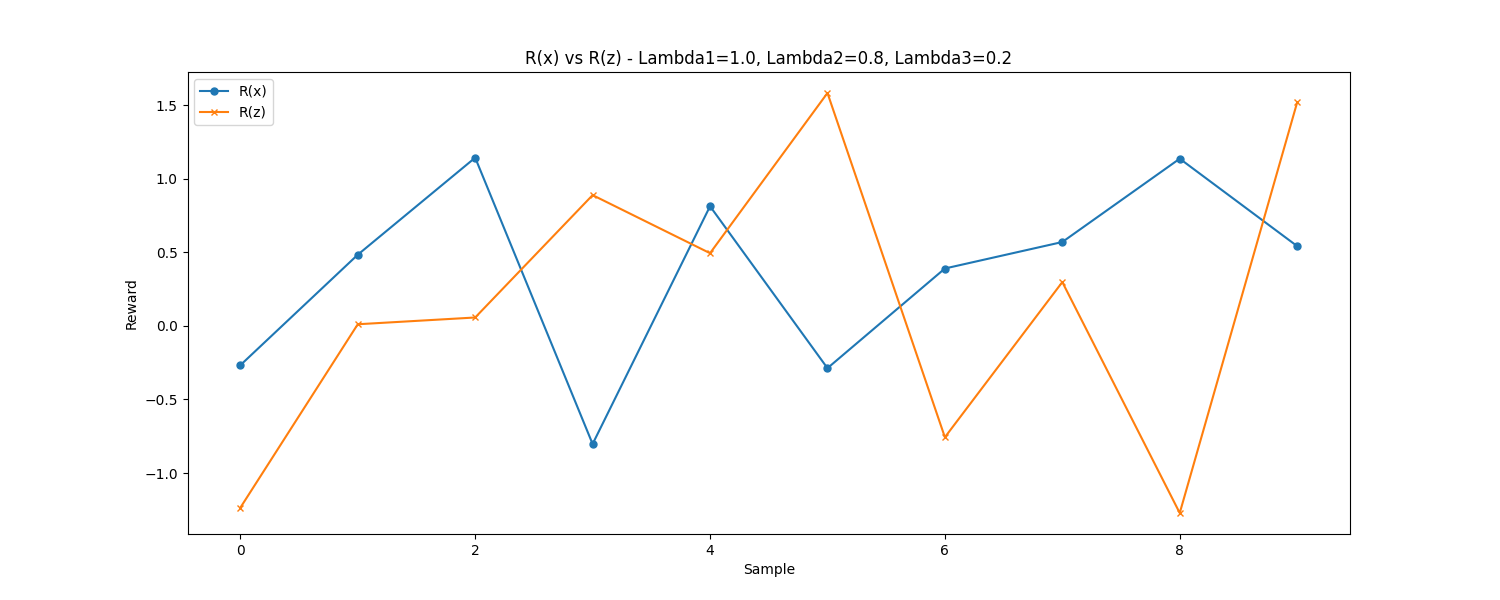 R(x) vs R(z) - Lambda1=1.0, Lambda2=0.8, Lambda3=0.2
R(x)
R(z)
1.5
1.0
0.5
0.0
−0.5
−1.0
Reward
0 2 4 6 8
Sample